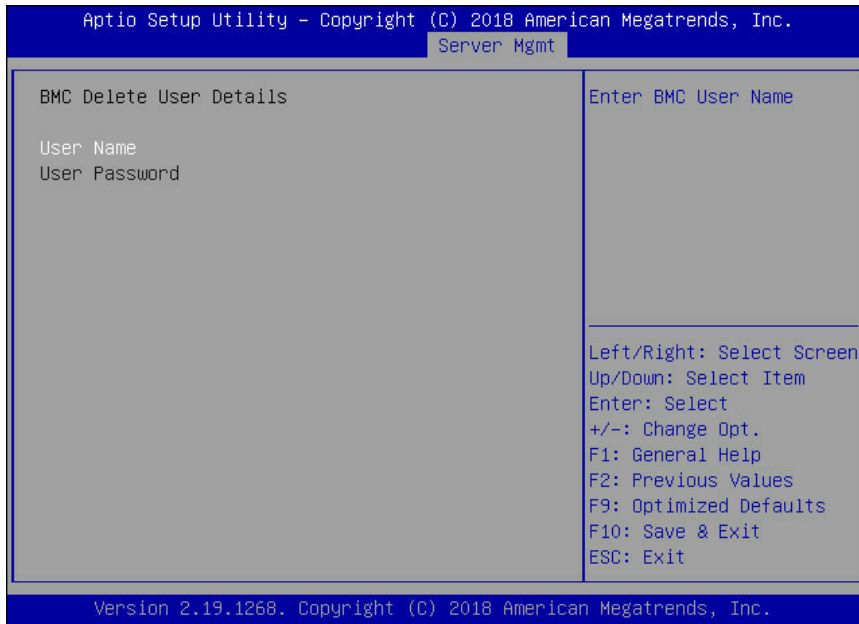 Aptio Setup Utility – Copyright (C) 2018 American Megatrends, Inc.
Server Mgmt
BMC Delete User Details
User Name
User Password
Enter BMC User Name
Left/Right: Select Screen
Up/Down: Select Item
Enter: Select
+/-: Change Opt.
F1: General Help
F2: Previous Values
F9: Optimized Defaults
F10: Save & Exit
ESC: Exit
Version 2.19.1268. Copyright (C) 2018 American Megatrends, Inc.